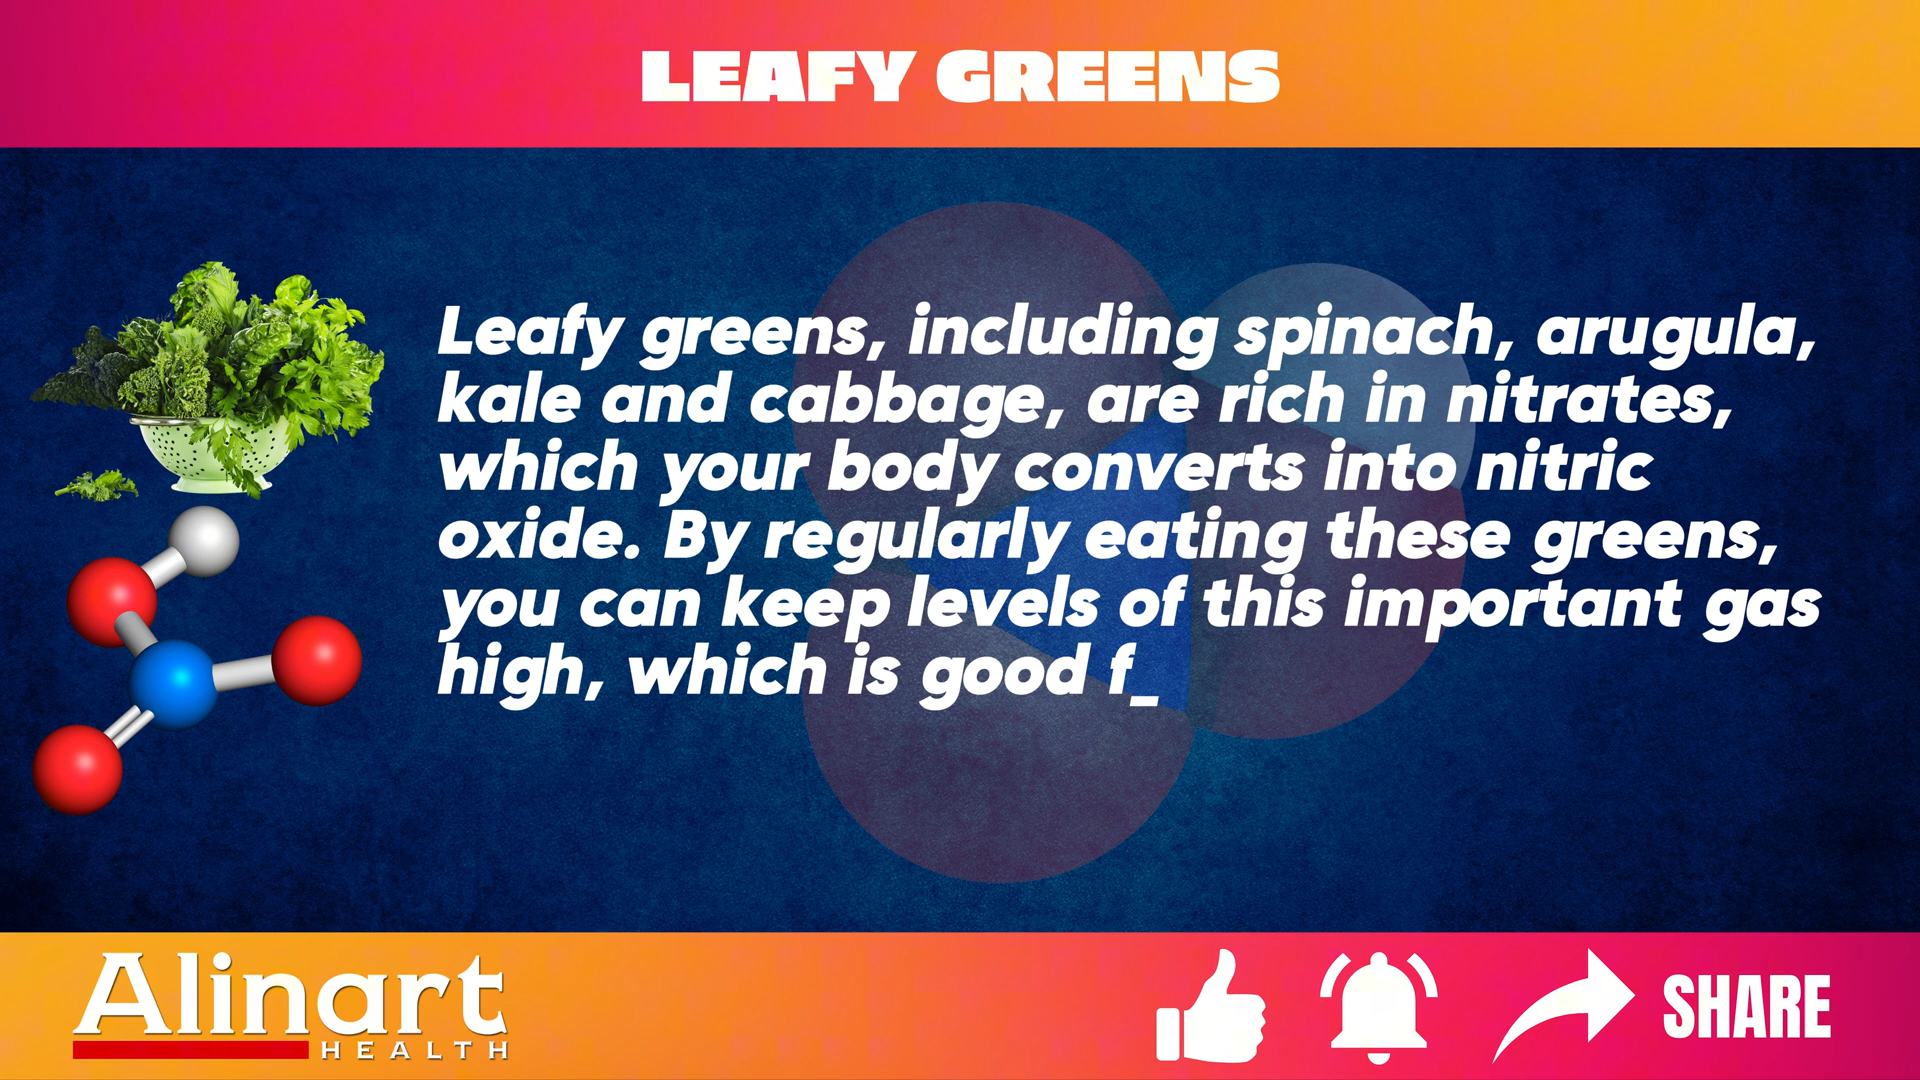 LEAFY GREENS
Leafy greens, including spinach, arugula,
kale and cabbage, are rich in nitrates,
which your body converts into nitric
oxide. By regularly eating these greens,
you can keep levels of this important gas
high, which is good f_
Alinart
HEALTH
SHARE